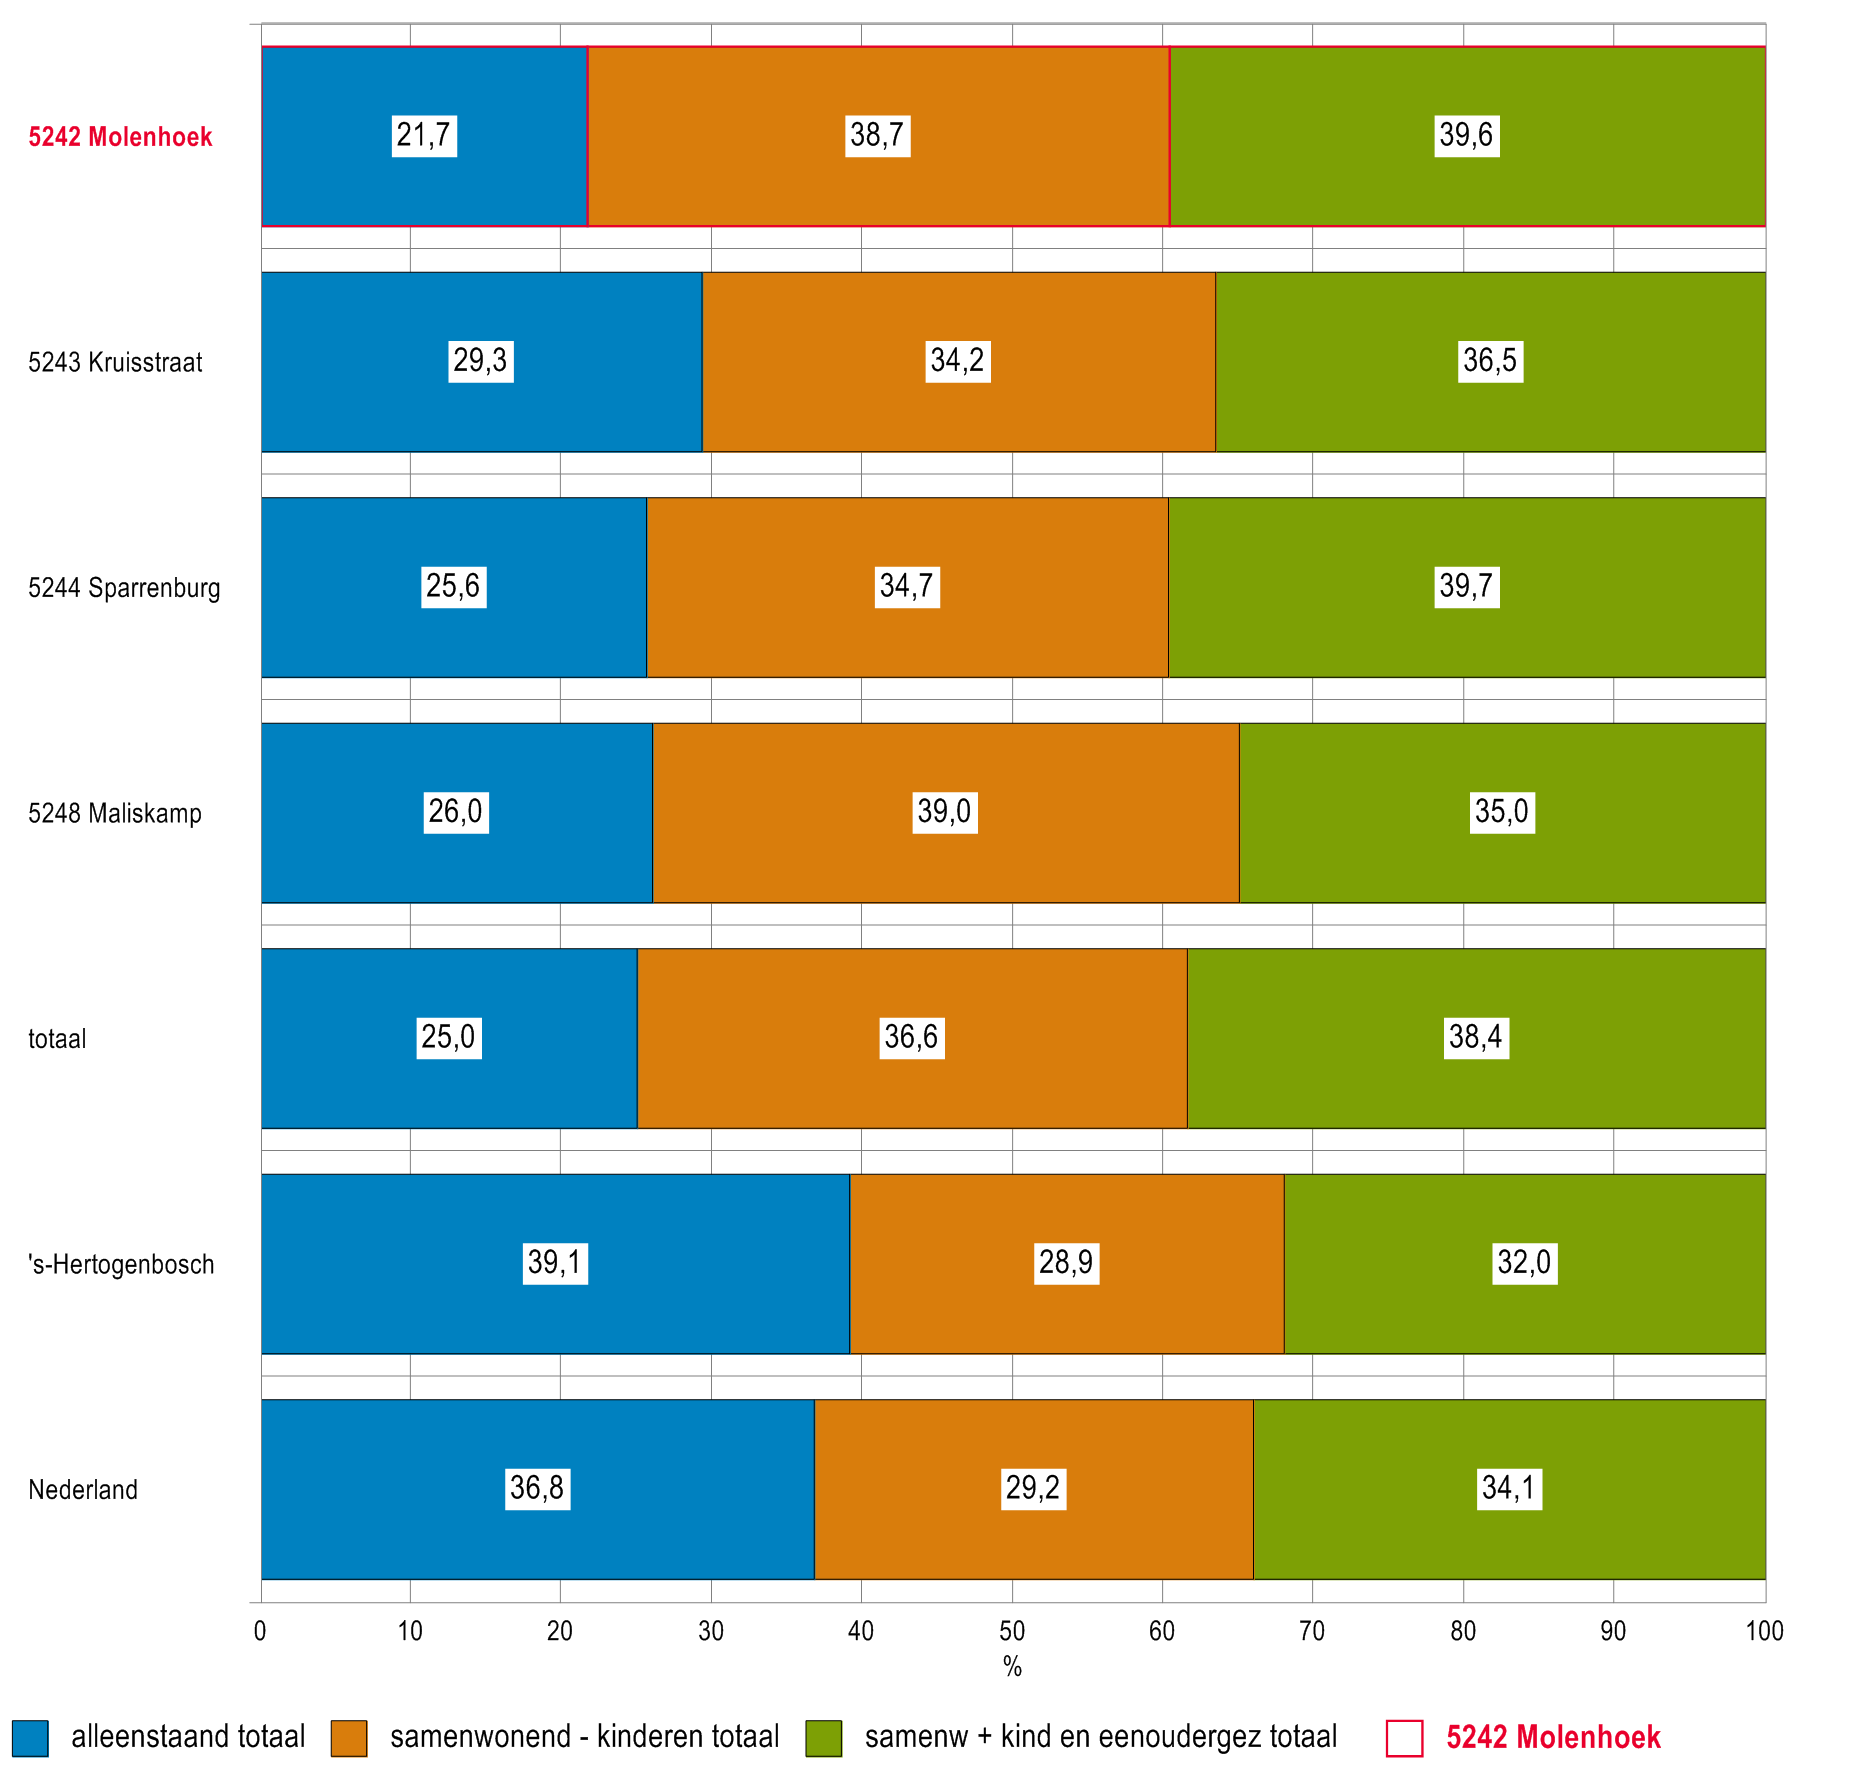 5242 Molenhoek 21,7 38,7 39,6
5243 Kruisstraat 29,3 34,2 36,5
5244 Sparrenburg 25,6 34,7 39,7
5248 Maliskamp 26,0 39,0 35,0
totaal 25,0 36,6 38,4
's-Hertogenbosch 39,1 28,9 32,0
Nederland 36,8 29,2 34,1
0 10 20 30 40 50 60 70 80 90 100
%
alleenstaand totaal samenwonend - kinderen totaal samenw + kind en eenoudergez totaal 5242 Molenhoek